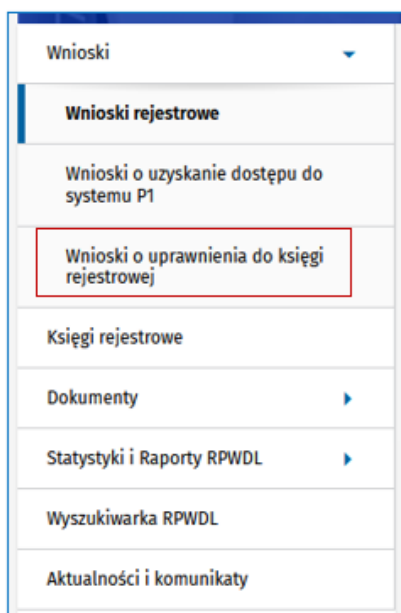 Wnioski
Wnioski rejestrowe
Wnioski o uzyskanie dostępu do
systemu P1
Wnioski o uprawnienia do księgi
rejestrowej
Księgi rejestrowe
Dokumenty
Statystyki i Raporty RPWDL
Wyszukiwarka RPWDL
Aktualności i komunikaty